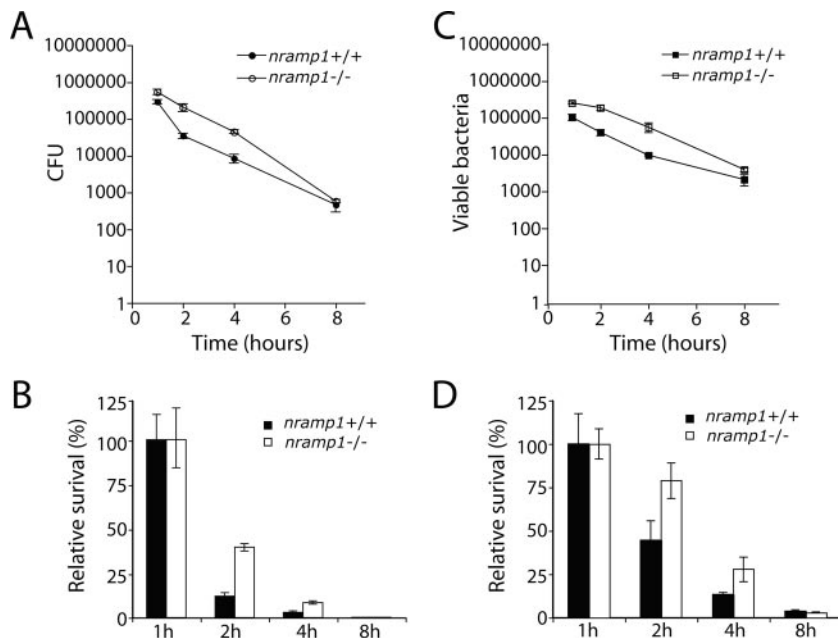 A
10000000
1000000
100000
10000
1000
100
10
1
CFU
0 2 4 6 8
Time (hours)
nramp1+/+
nramp1-/-
C
10000000
1000000
100000
10000
1000
100
10
1
Viable bacteria
0 2 4 6 8
Time (hours)
nramp1+/+
nramp1-/-
B
125
100
75
50
25
0
Relative surival (%)
1h 2h 4h 8h
nramp1+/+
nramp1-/-
D
125
100
75
50
25
0
Relative survival (%)
1h 2h 4h 8h
nramp1+/+
nramp1-/-